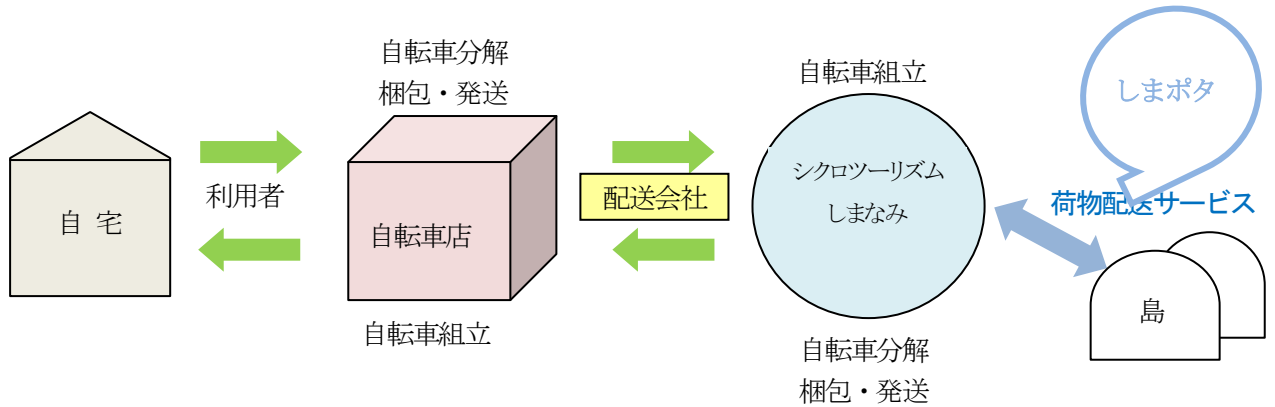 自 宅
利用者
自転車分解
梱包・発送
自転車店
自転車組立
配送会社
自転車組立
シクロツーリズム
しまなみ
自転車分解
梱包・発送
しまポタ
荷物配送サービス
島